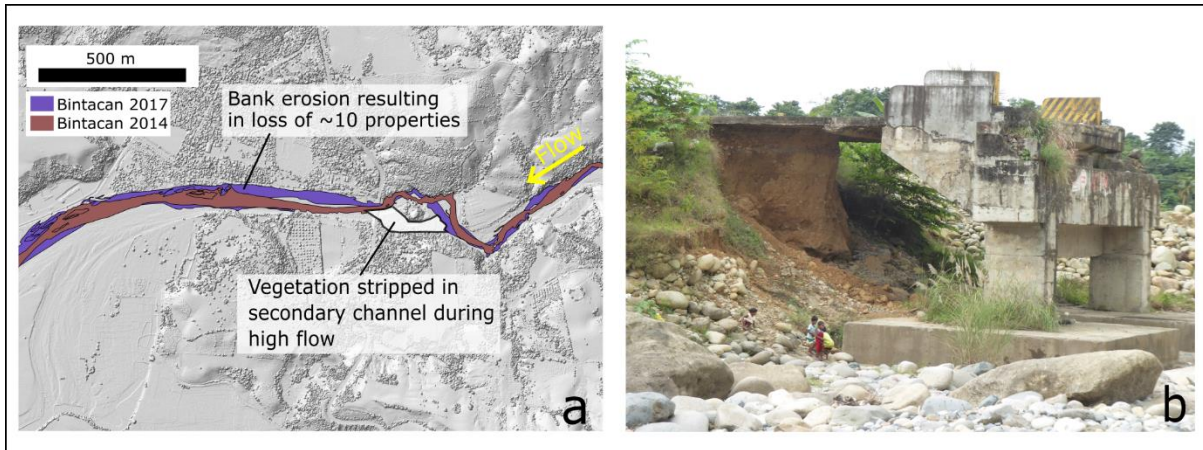 500 m
Bintacan 2017
Bintacan 2014
Bank erosion resulting
in loss of ~10 properties
Flow
Vegetation stripped in
secondary channel during
high flow
a
b